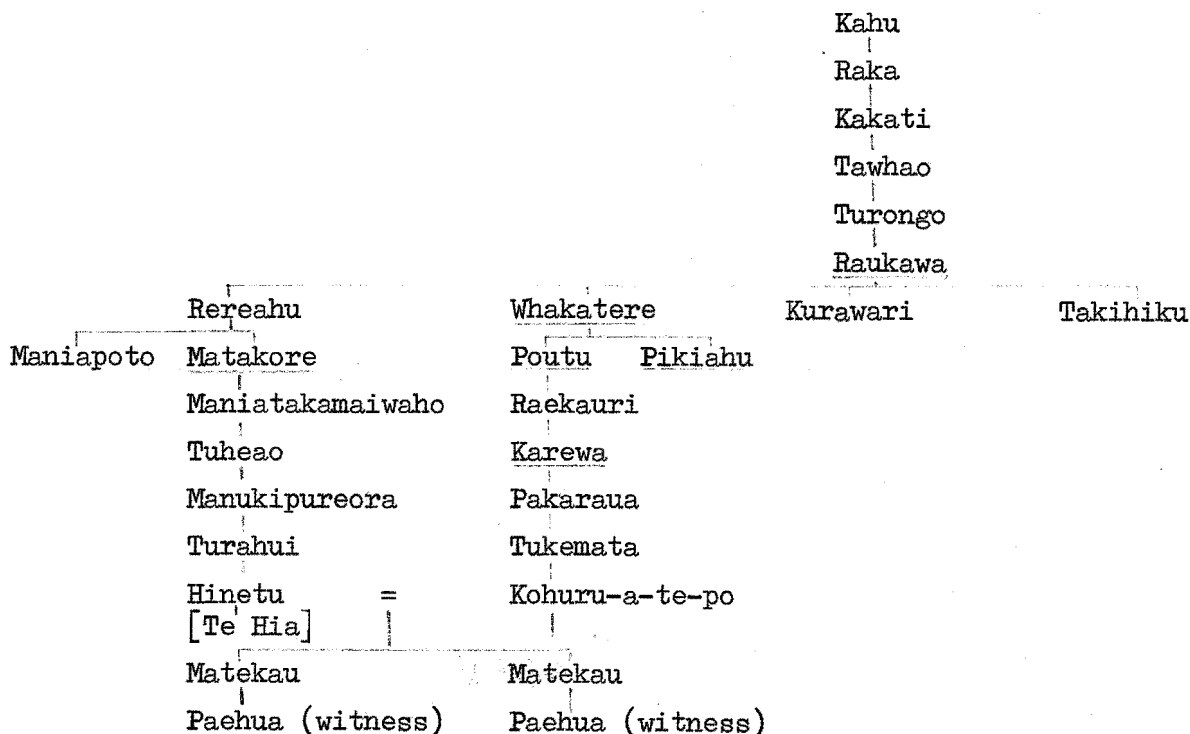 Kahu
Raka
Kakati
Tawhao
Turongo
Raukawa
Rereahu Whakatere Kurawari Takihiku
Maniapoto Matakore Poutu Pikiahu
Maniatakamaiwaho Raekauri
Tuheao Karewa
Manukipureora Pakaraua
Turahui Tukemata
Hinetu = Kohuru-a-te-po
[Te Hia]
Matekau Matekau
Paehua (witness) Paehua (witness)